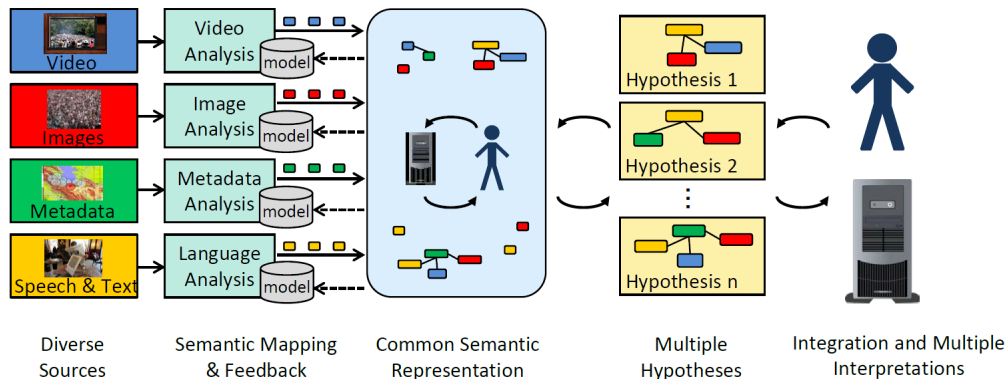 Video
Images
Metadata
Speech & Text
Video
Analysis
model
Image
Analysis
model
Metadata
Analysis
model
Language
Analysis
model
Hypothesis 1
Hypothesis 2
⋮
Hypothesis n
Diverse
Sources
Semantic Mapping
& Feedback
Common Semantic
Representation
Multiple
Hypotheses
Integration and Multiple
Interpretations